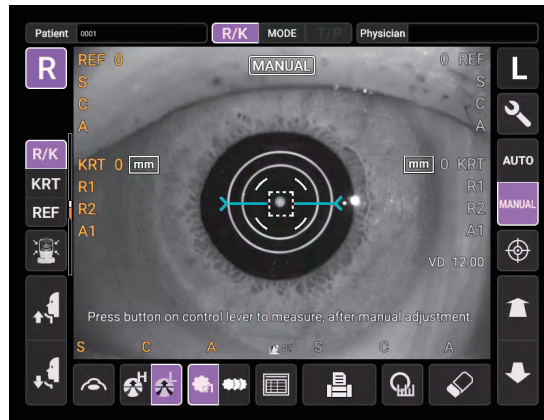 Patient 0001 R/K MODE T/P Physician
R L
REF 0 MANUAL 0 REF
S S
C C
A A
R/K KRT 0 mm mm 0 KRT AUTO
KRT R1 R1
REF R2 R2 MANUAL
A1 A1
VD 12.00
Press button on control lever to measure, after manual adjustment.
S C A 01 S C A
H L